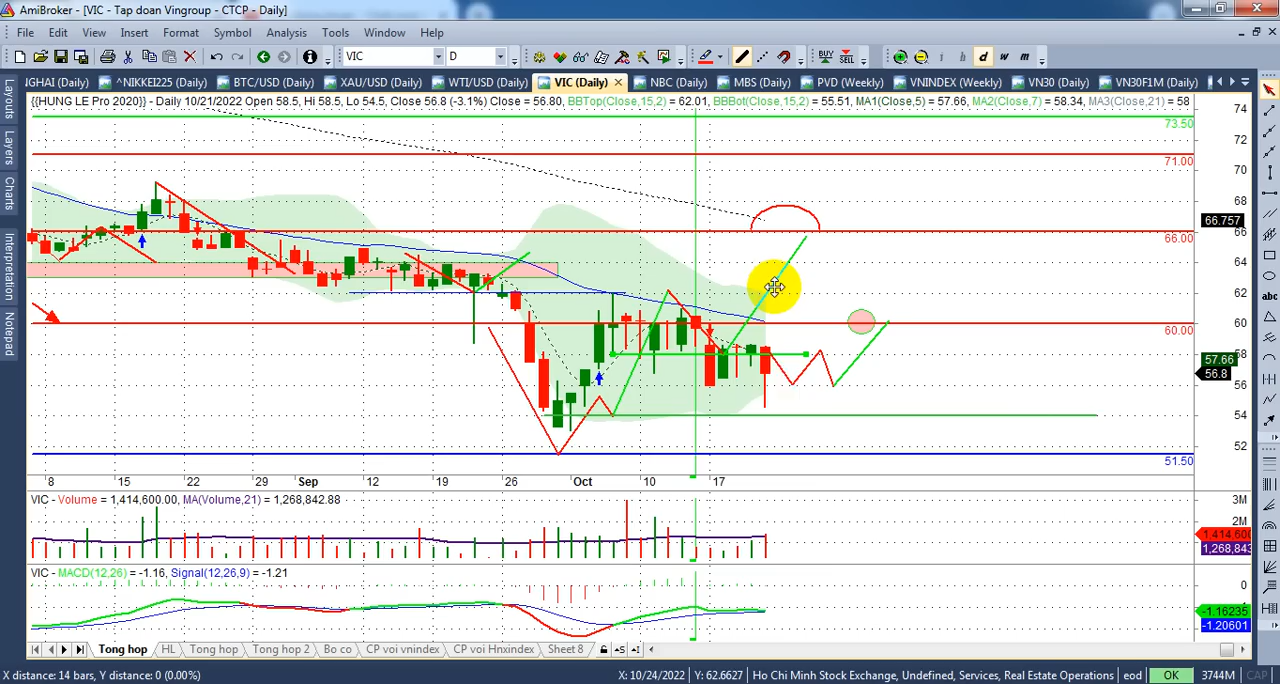 AmiBroker - [VIC - Tap doan Vingroup - CTCP - Daily]
File Edit View Insert Format Symbol Analysis Tools Window Help
VIC D BUY SELL i h d w m
GHAI (Daily) ^NIKKEI225 (Daily) BTC/USD (Daily) XAU/USD (Daily) WTI/USD (Daily) VIC (Daily) NBC (Daily) MBS (Daily) PVD (Weekly) VNINDEX (Weekly) VN30 (Daily) VN30F1M (Daily)
Layouts
Layers
Charts
Interpretation
Notepad
{{HUNG LE Pro 2020}} - Daily 10/21/2022 Open 58.5, Hi 58.5, Lo 54.5, Close 56.8 (-3.1%) Close = 56.80, BBTop(Close,15,2) = 62.01, BBBot(Close,15,2) = 55.51, MA1(Close,5) = 57.66, MA2(Close,7) = 58.34, MA3(Close,21) = 58
74
73.50
72
71.00
70
68
66.757
66
66.00
64
62
60
60.00
58
57.66
56.8
56
54
52
51.50
8 15 22 29 Sep 12 19 26 Oct 10 17
VIC - Volume = 1,414,600.00, MA(Volume,21) = 1,268,842.88
3M
2M
1,414,600
1,268,843
VIC - MACD(12,26) = -1.16, Signal(12,26,9) = -1.21
0
-1.16235
-1.20601
abc
Tong hop HL Tong hop Tong hop 2 Bo co CP voi vnindex CP voi Hnxindex Sheet 8
X distance: 14 bars, Y distance: 0 (0.00%) X: 10/24/2022 Y: 62.6627 Ho Chi Minh Stock Exchange, Undefined, Services, Real Estate Operations eod OK 3744M CAP